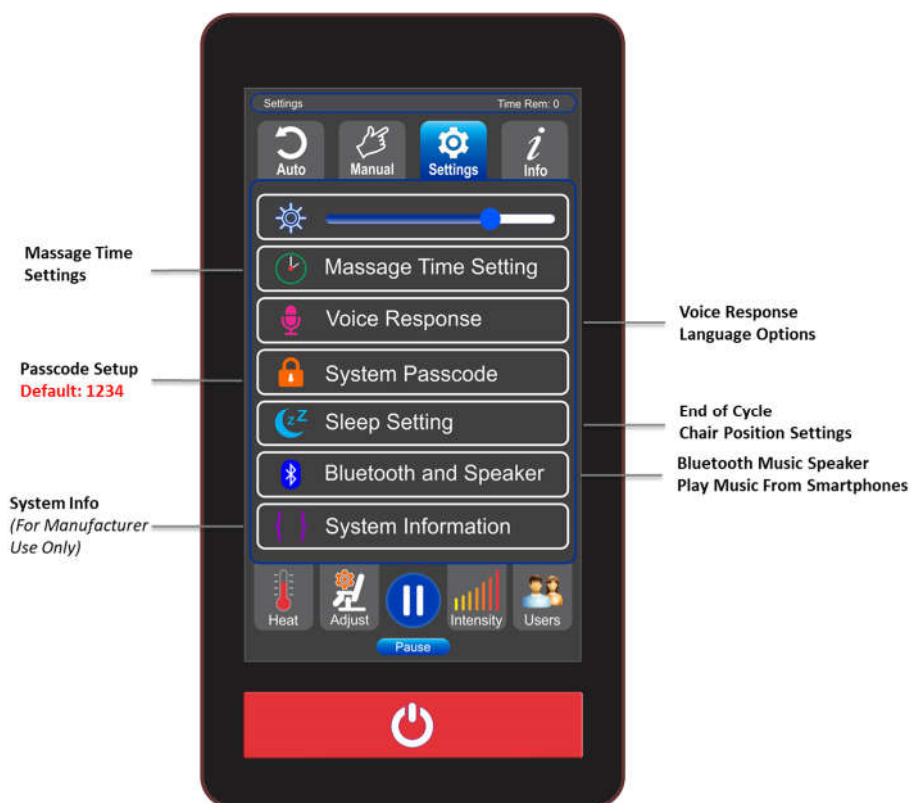 Settings
Time Rem: 0
Auto
Manual
Settings
Info
Massage Time
Settings
Massage Time Setting
Voice Response
Voice Response
Language Options
Passcode Setup
Default: 1234
System Passcode
Sleep Setting
End of Cycle
Chair Position Settings
Bluetooth and Speaker
Bluetooth Music Speaker
Play Music From Smartphones
System Info
(For Manufacturer
Use Only)
System Information
Heat
Adjust
Intensity
Users
Pause